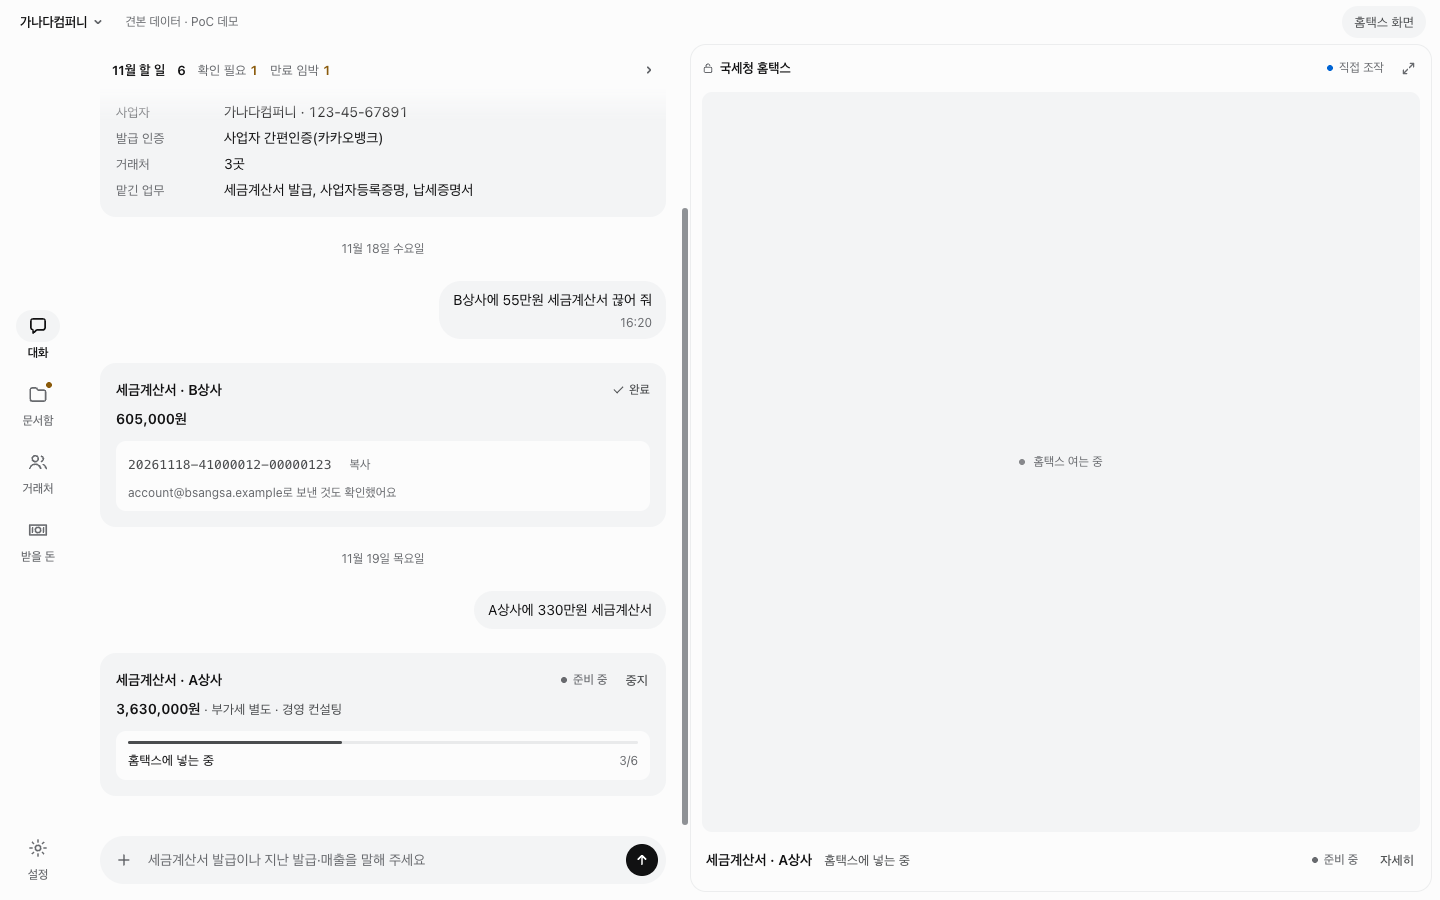 가나다컴퍼니
견본 데이터 · PoC 데모
홈택스 화면
11월 할 일 6 확인 필요 1 만료 임박 1
사업자 가나다컴퍼니 · 123-45-67891
발급 인증 사업자 간편인증(카카오뱅크)
거래처 3곳
맡긴 업무 세금계산서 발급, 사업자등록증명, 납세증명서
11월 18일 수요일
B상사에 55만원 세금계산서 끊어 줘
16:20
세금계산서 · B상사 완료
605,000원
20261118-41000012-00000123 복사
account@bsangsa.example로 보낸 것도 확인했어요
11월 19일 목요일
A상사에 330만원 세금계산서
세금계산서 · A상사 준비 중 중지
3,630,000원 · 부가세 별도 · 경영 컨설팅
홈택스에 넣는 중 3/6
세금계산서 발급이나 지난 발급·매출을 말해 주세요
대화
문서함
거래처
받을 돈
설정
국세청 홈택스 직접 조작
홈택스 여는 중
세금계산서 · A상사 홈택스에 넣는 중 준비 중 자세히